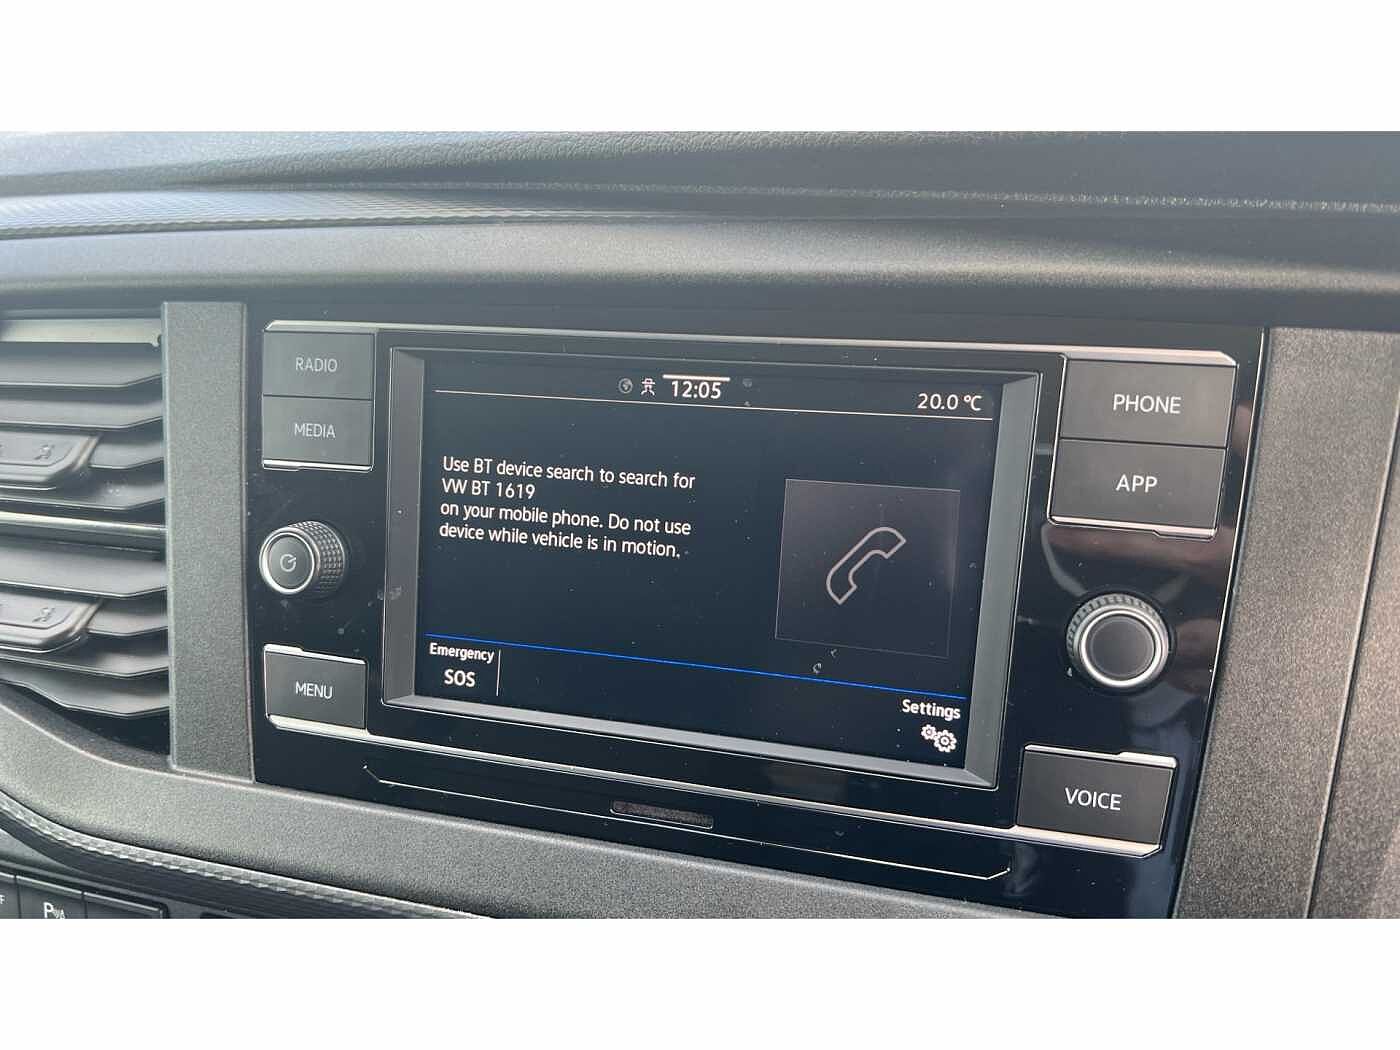 RADIO
MEDIA
MENU
12:05
20.0 °C
Use BT device search to search for
VW BT 1619
on your mobile phone. Do not use
device while vehicle is in motion.
Emergency
SOS
Settings
PHONE
APP
VOICE